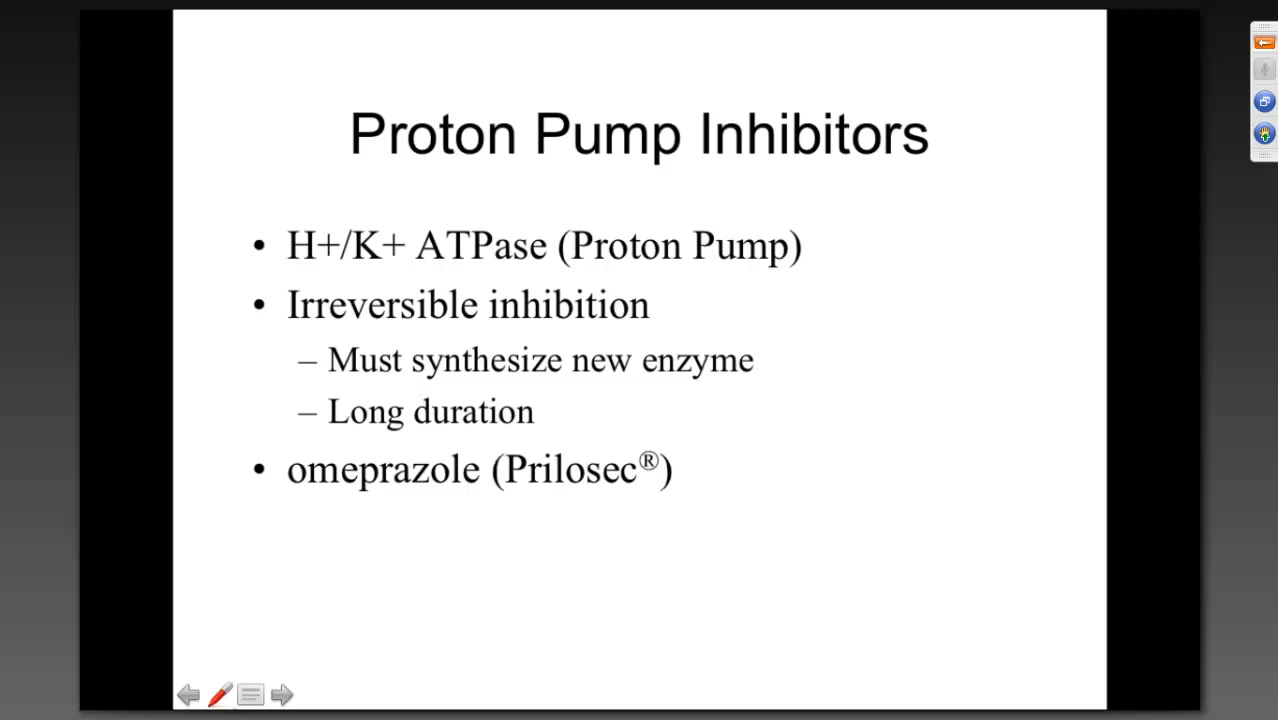 Proton Pump Inhibitors
• H+/K+ ATPase (Proton Pump)
• Irreversible inhibition
– Must synthesize new enzyme
– Long duration
• omeprazole (Prilosec®)